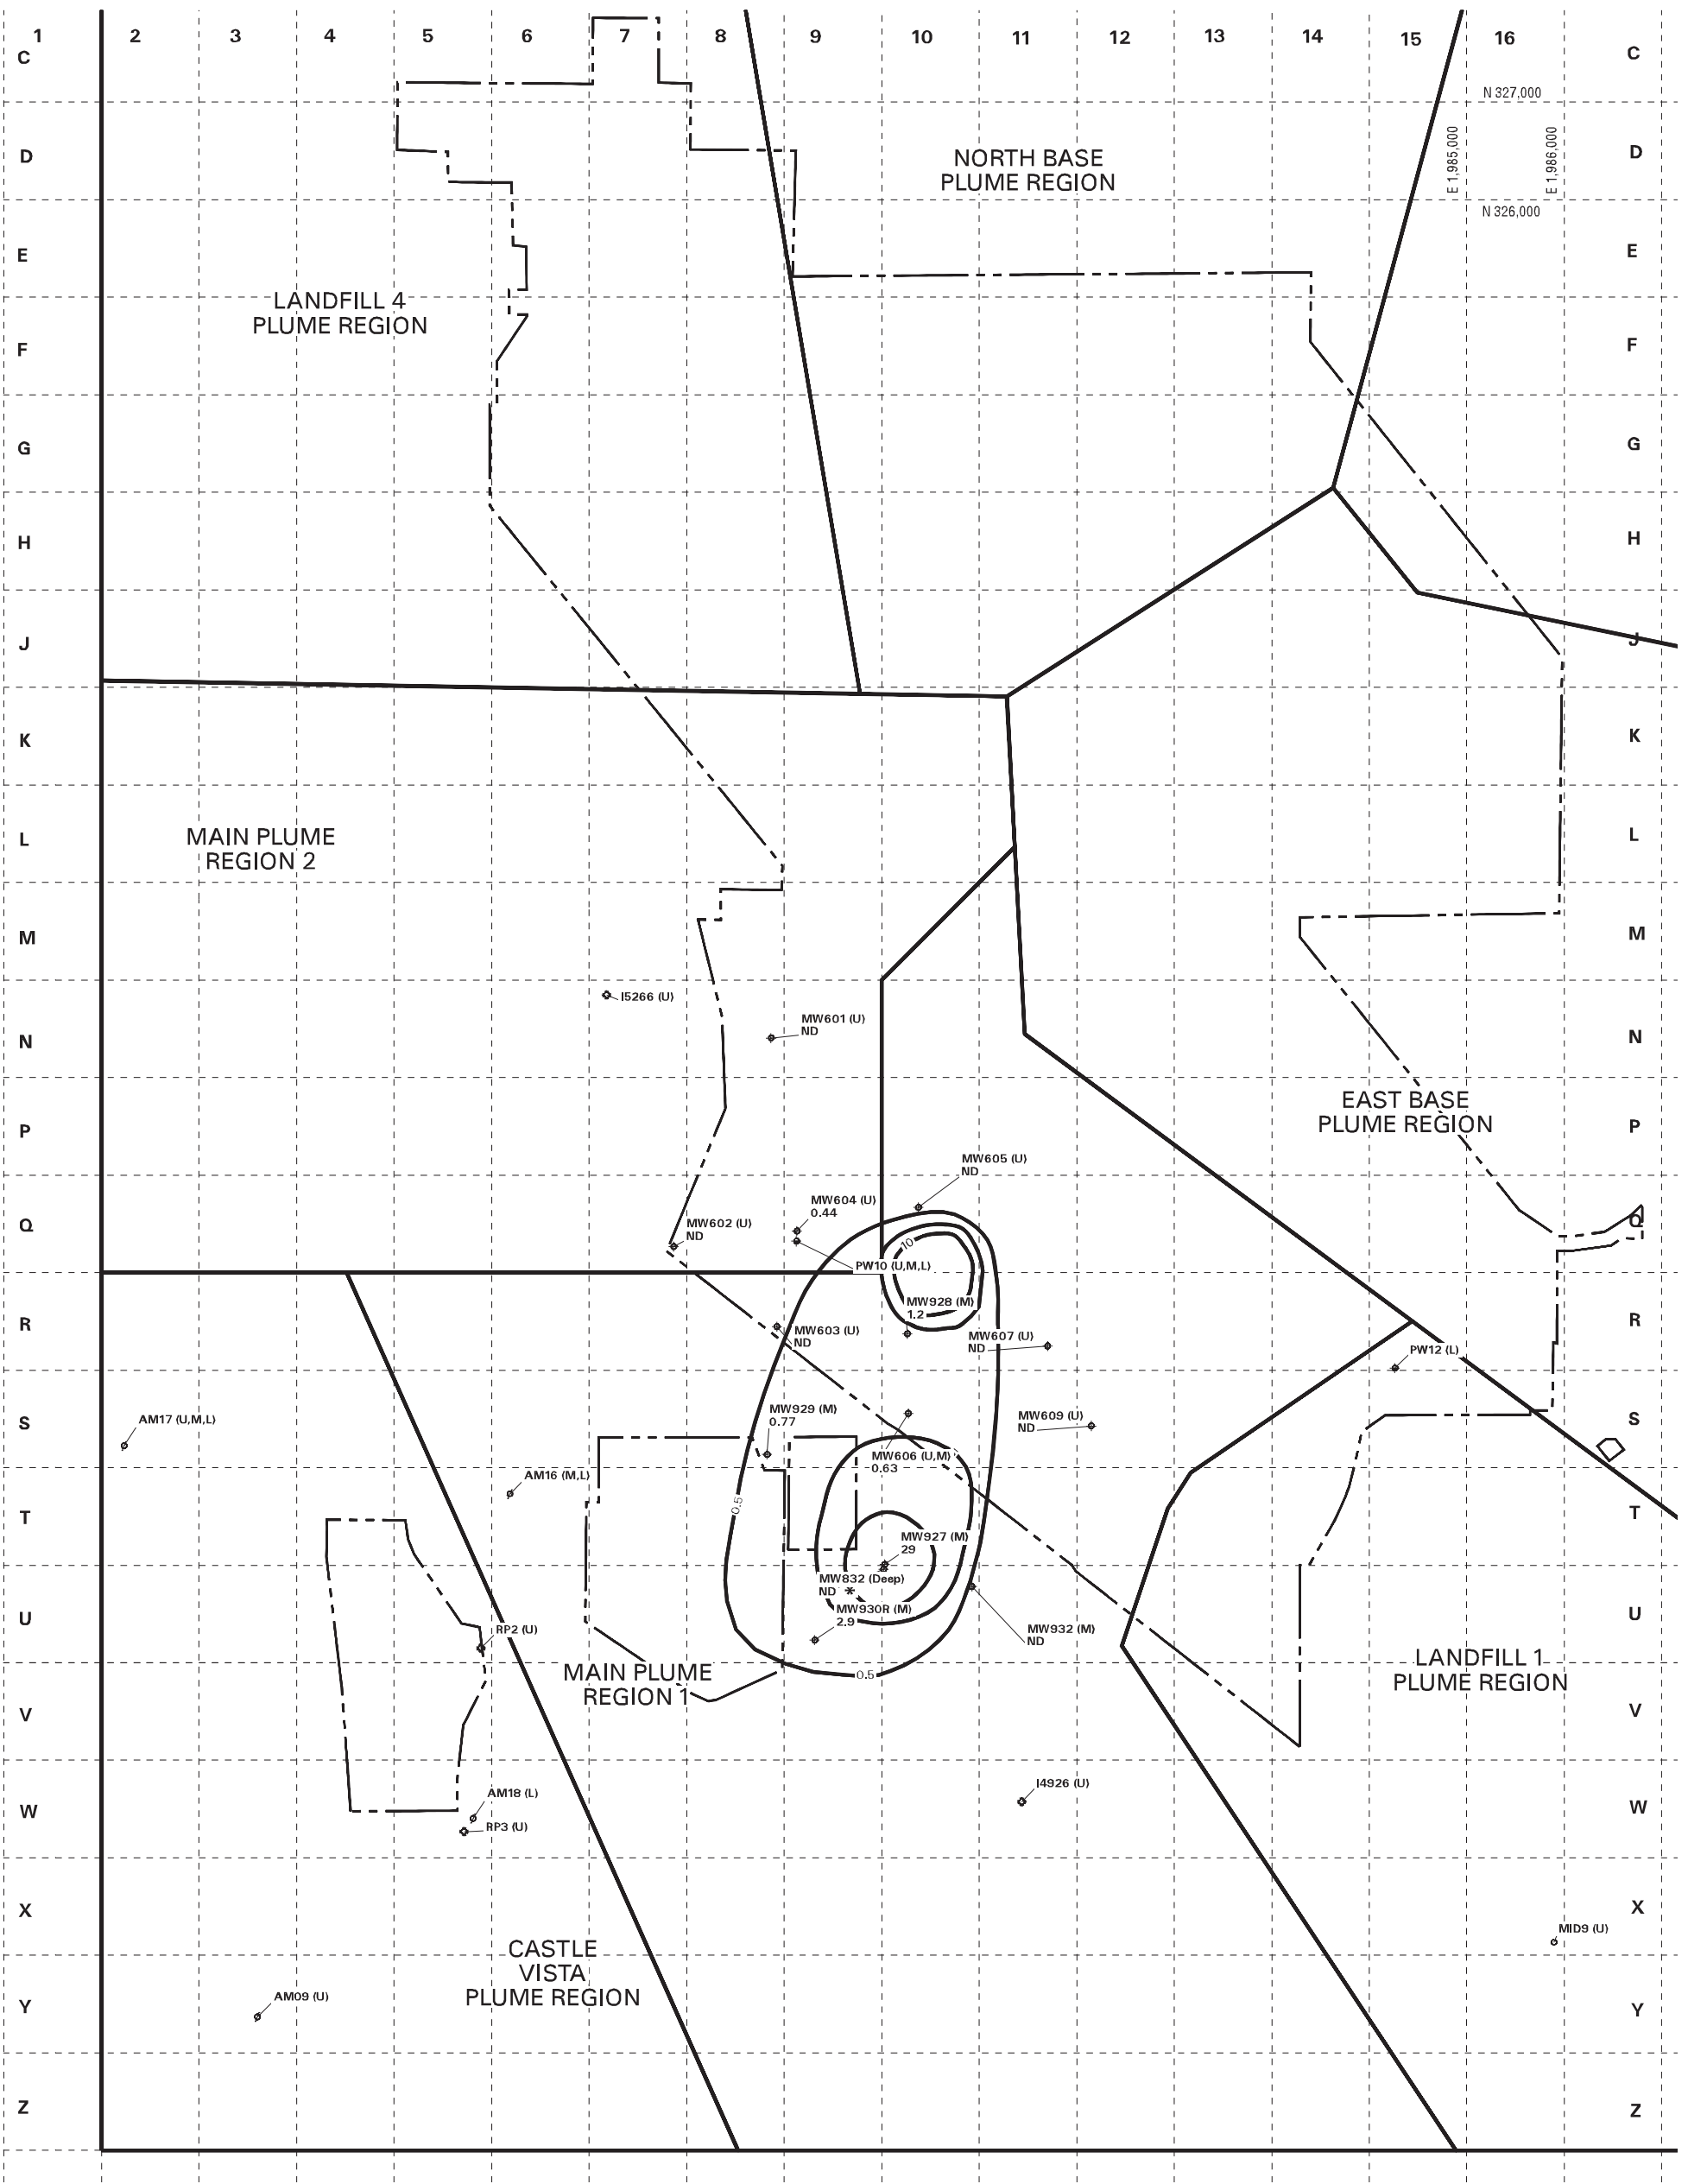 1 2 3 4 5 6 7 8 9 10 11 12 13 14 15 16
C C
N 327,000
E 1,985,000
E 1,986,000
D D
NORTH BASE
PLUME REGION
N 326,000
E E
LANDFILL 4
PLUME REGION
F F
G G
H H
J J
K K
L L
MAIN PLUME
REGION 2
M M
I5266 (U)
MW601 (U)
ND
N N
EAST BASE
PLUME REGION
P P
MW605 (U)
ND
MW604 (U)
0.44
MW602 (U)
ND
Q Q
10
PW10 (U,M,L)
MW928 (M)
1.2
R R
MW603 (U)
ND
MW607 (U)
ND
PW12 (L)
AM17 (U,M,L)
MW929 (M)
0.77
MW609 (U)
ND
S S
MW606 (U,M)
0.63
AM16 (M,L)
0.5
T T
MW927 (M)
29
MW832 (Deep)
ND *
MW930R (M)
2.9
U U
RP2 (U)
MW932 (M)
ND
LANDFILL 1
PLUME REGION
MAIN PLUME
REGION 1
0.5
V V
I4926 (U)
AM18 (L)
W W
RP3 (U)
X X
MID9 (U)
CASTLE
VISTA
PLUME REGION
AM09 (U)
Y Y
Z Z